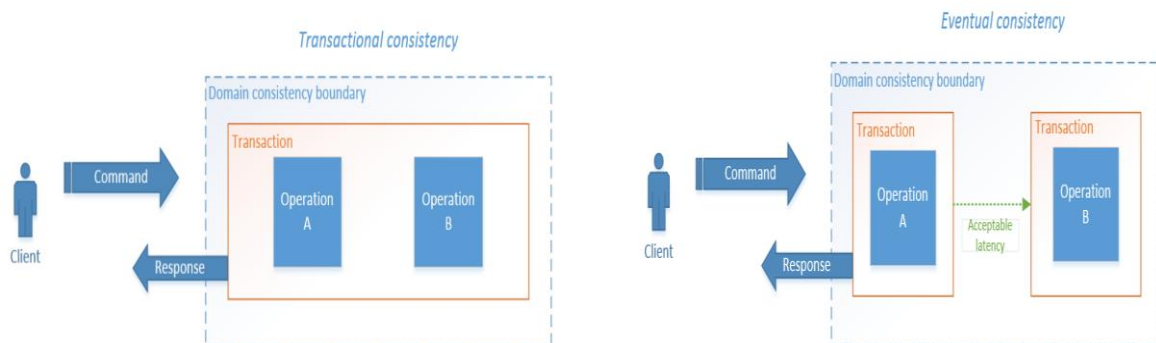 Transactional consistency
Domain consistency boundary
Transaction
Command
Operation
A
Operation
B
Client
Response
Eventual consistency
Domain consistency boundary
Transaction
Transaction
Command
Operation
A
Operation
B
Acceptable
latency
Client
Response